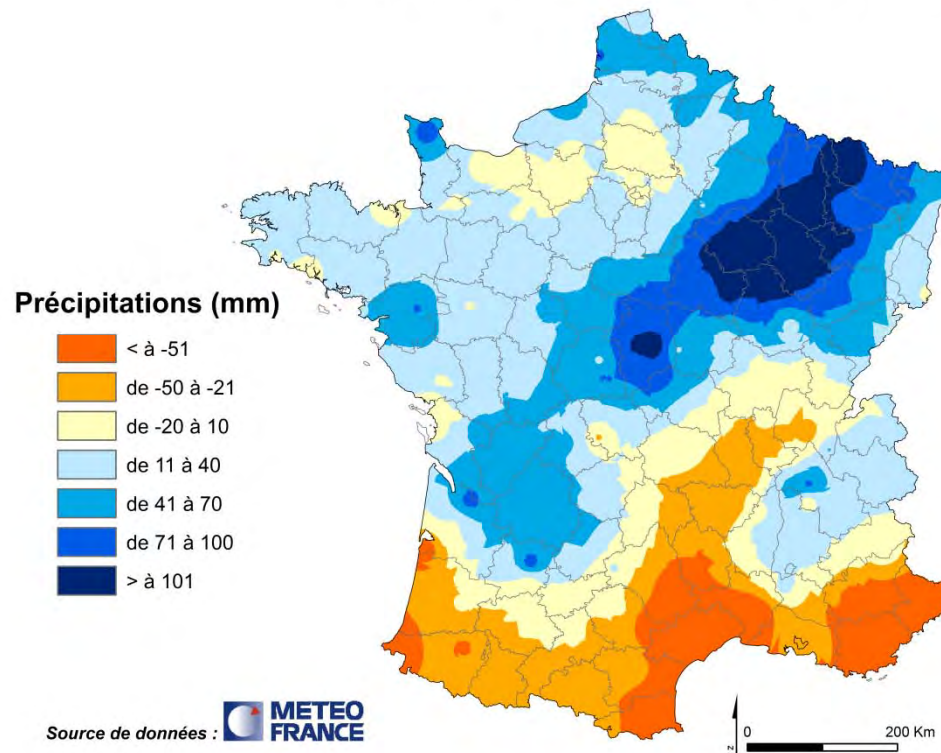 Précipitations (mm)
< à -51
de -50 à -21
de -20 à 10
de 11 à 40
de 41 à 70
de 71 à 100
> à 101
Source de données :
METEO
FRANCE
N
0
200 Km